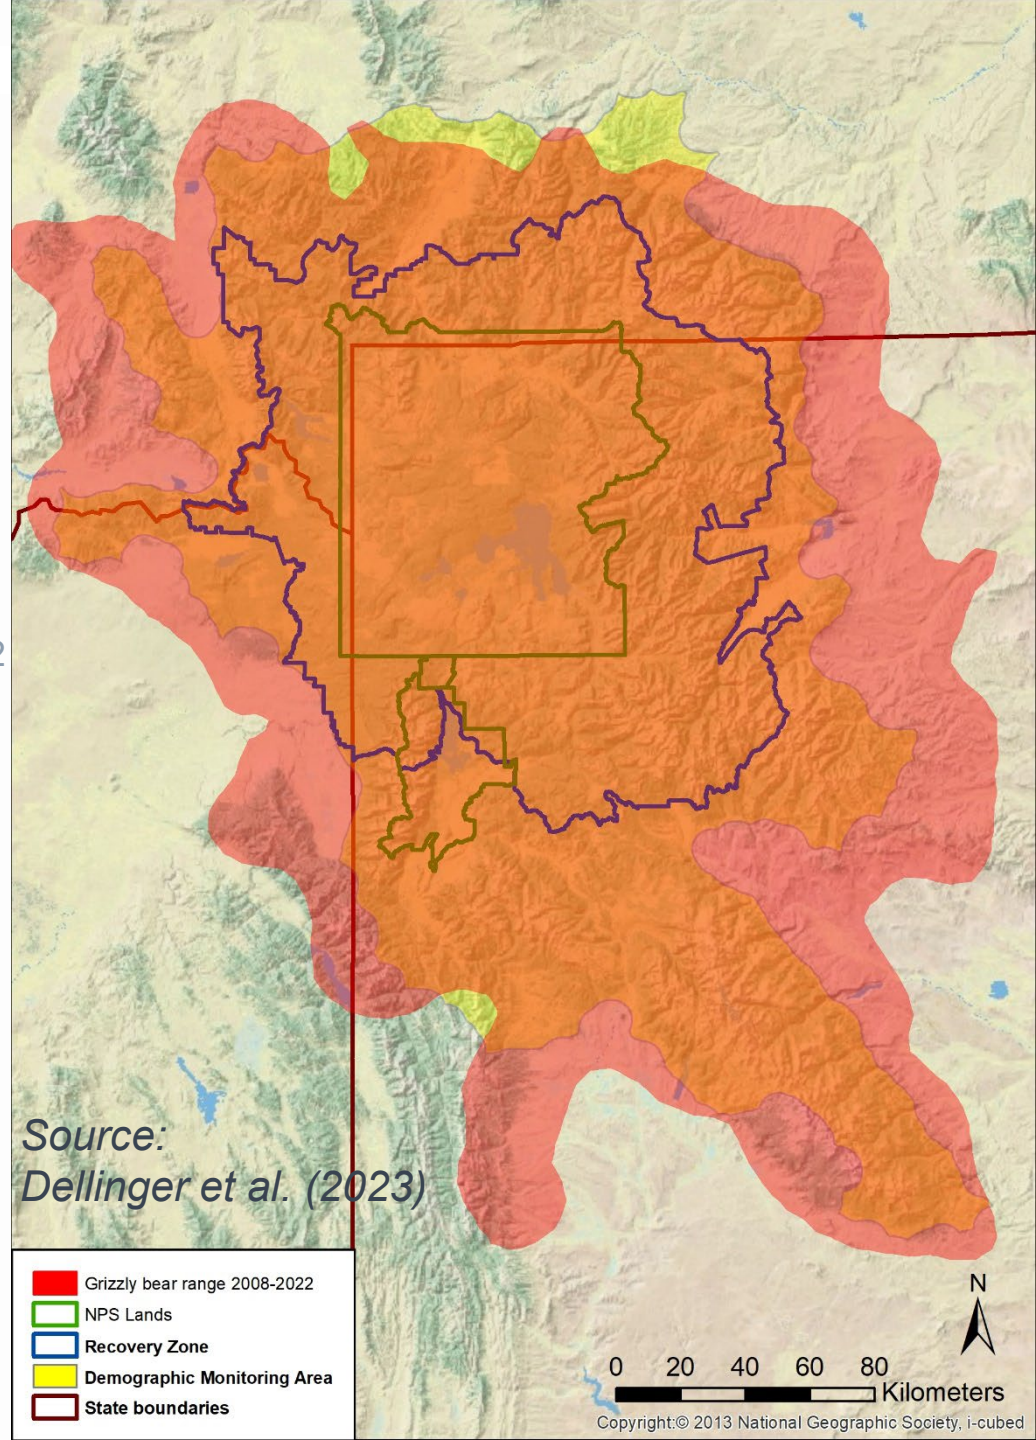 2
Source:
Dellinger et al. (2023)
Grizzly bear range 2008-2022
NPS Lands
Recovery Zone
Demographic Monitoring Area
State boundaries
N
0 20 40 60 80
Kilometers
Copyright:© 2013 National Geographic Society, i-cubed